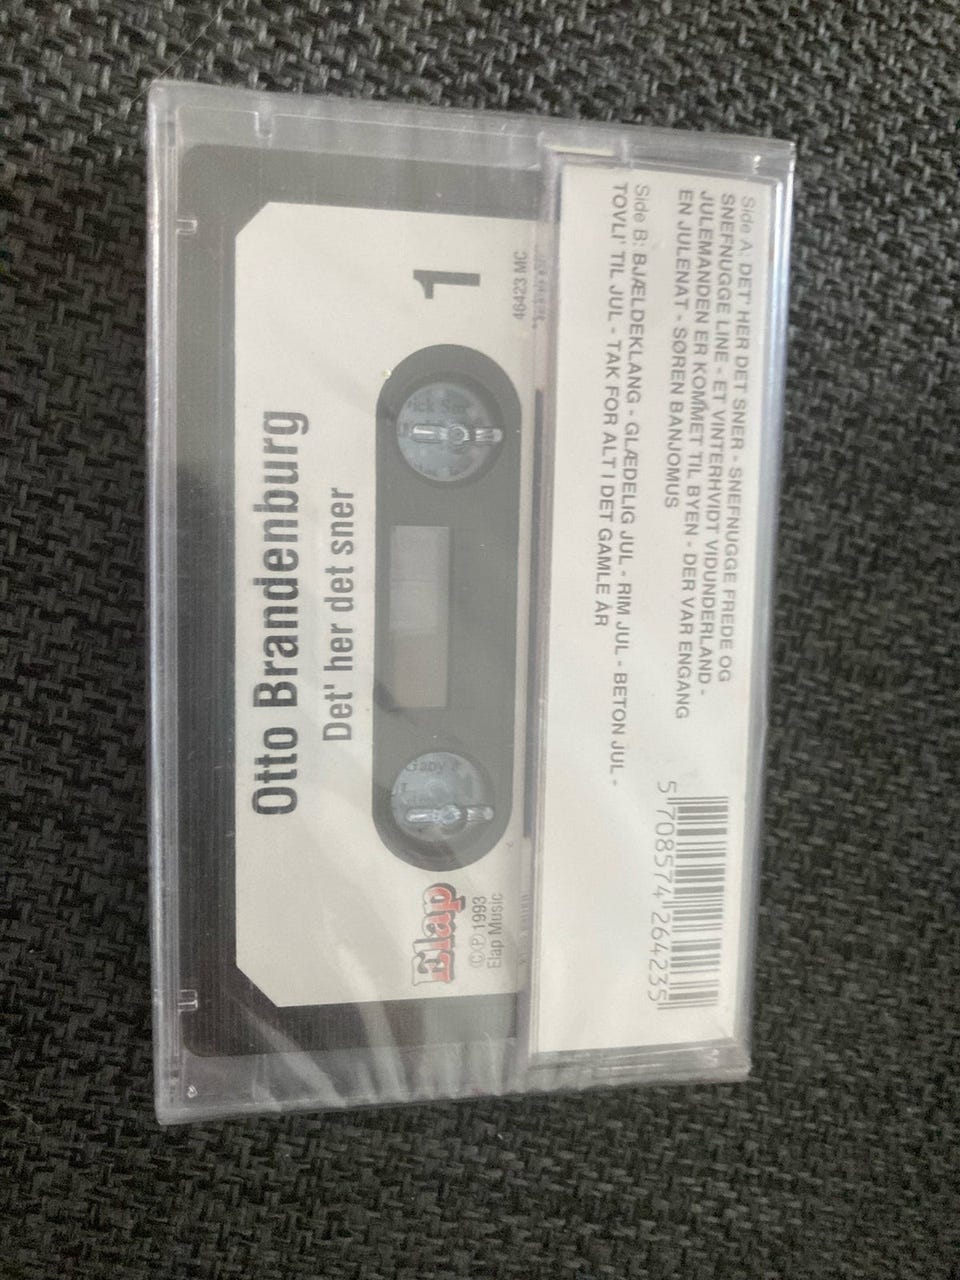 Side A: DET' HER DET SNER - SNEFNUGGE FREDE OG
SNEFNUGGE LINE - ET VINTERHVIDT VIDUNDERLAND -
JULEMANDEN ER KOMMET TIL BYEN - DER VAR ENGANG
EN JULENAT - SØREN BANJOMUS
Side B: BJÆLDEKLANG - GLÆDELIG JUL - RIM JUL - BETON JUL -
TOVLI' TIL JUL - TAK FOR ALT I DET GAMLE ÅR
5 708574 264235
Otto Brandenburg
Det' her det sner
1
46423 MC
Elap
©℗ 1993
Elap Music
Gaby